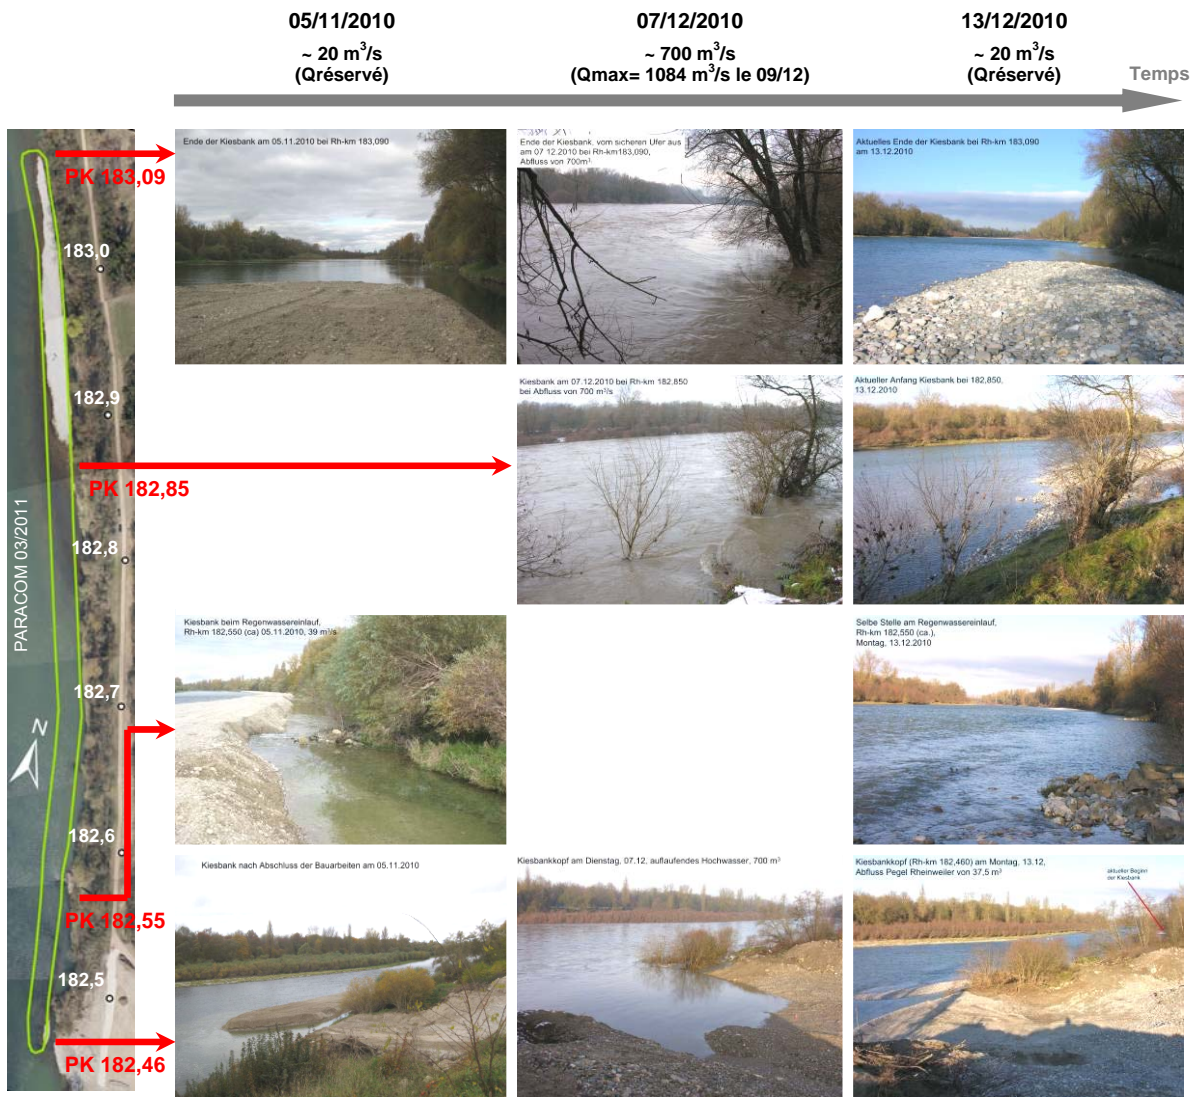 05/11/2010
~ 20 m³/s
(Qréservé)
07/12/2010
~ 700 m³/s
(Qmax= 1084 m³/s le 09/12)
13/12/2010
~ 20 m³/s
(Qréservé)
Temps
PK 183,09
183,0
182,9
PK 182,85
182,8
PARACOM 03/2011
182,7
N
182,6
PK 182,55
182,5
PK 182,46
Ende der Kiesbank am 05.11.2010 bei Rh-km 183,090
Ende der Kiesbank, vom sicheren Ufer aus
am 07.12.2010 bei Rh-km183,090,
Abfluss von 700m³.
Aktuelles Ende der Kiesbank bei Rh-km 183,090
am 13.12.2010
Kiesbank am 07.12.2010 bei Rh-km 182,850
bei Abfluss von 700 m³/s
Aktueller Anfang Kiesbank bei 182,850,
13.12.2010
Kiesbank beim Regenwassereinlauf,
Rh-km 182,550 (ca) 05.11.2010, 39 m³/s
Selbe Stelle am Regenwassereinlauf,
Rh-km 182,550 (ca.),
Montag, 13.12.2010
Kiesbank nach Abschluss der Bauarbeiten am 05.11.2010
Kiesbankkopf am Dienstag, 07.12, auflaufendes Hochwasser, 700 m³
Kiesbankkopf (Rh-km 182,460) am Montag, 13.12,
Abfluss Pegel Rheinweiler von 37,5 m³
aktueller Beginn
der Kiesbank